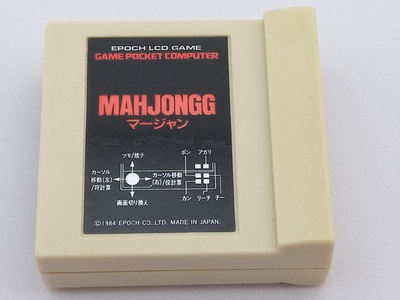 EPOCH LCD GAME
GAME POCKET COMPUTER
MAHJONGG
マージャン
ツモ/捨テ
ポン アガリ
カーソル
移動(左)
/符計算
カーソル移動
(右)/役計算
画面切り換え
カン リーチ チー
©1984 EPOCH CO.,LTD. MADE IN JAPAN.